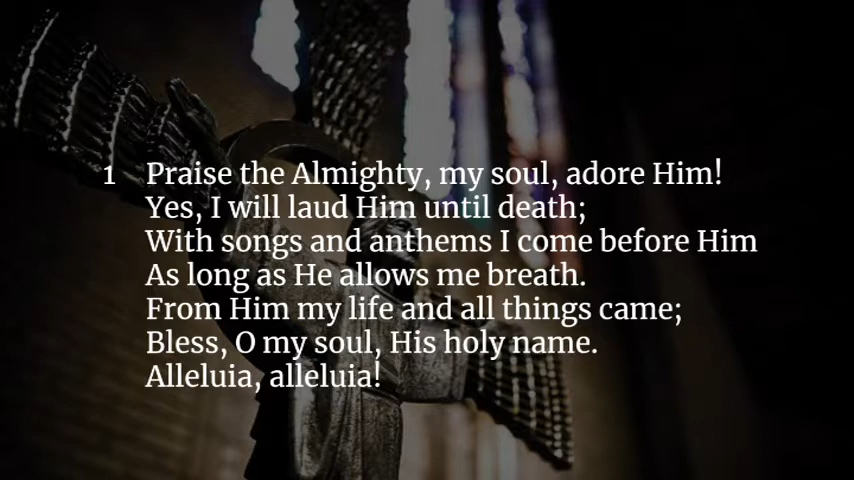 1 Praise the Almighty, my soul, adore Him!
Yes, I will laud Him until death;
With songs and anthems I come before Him
As long as He allows me breath.
From Him my life and all things came;
Bless, O my soul, His holy name.
Alleluia, alleluia!